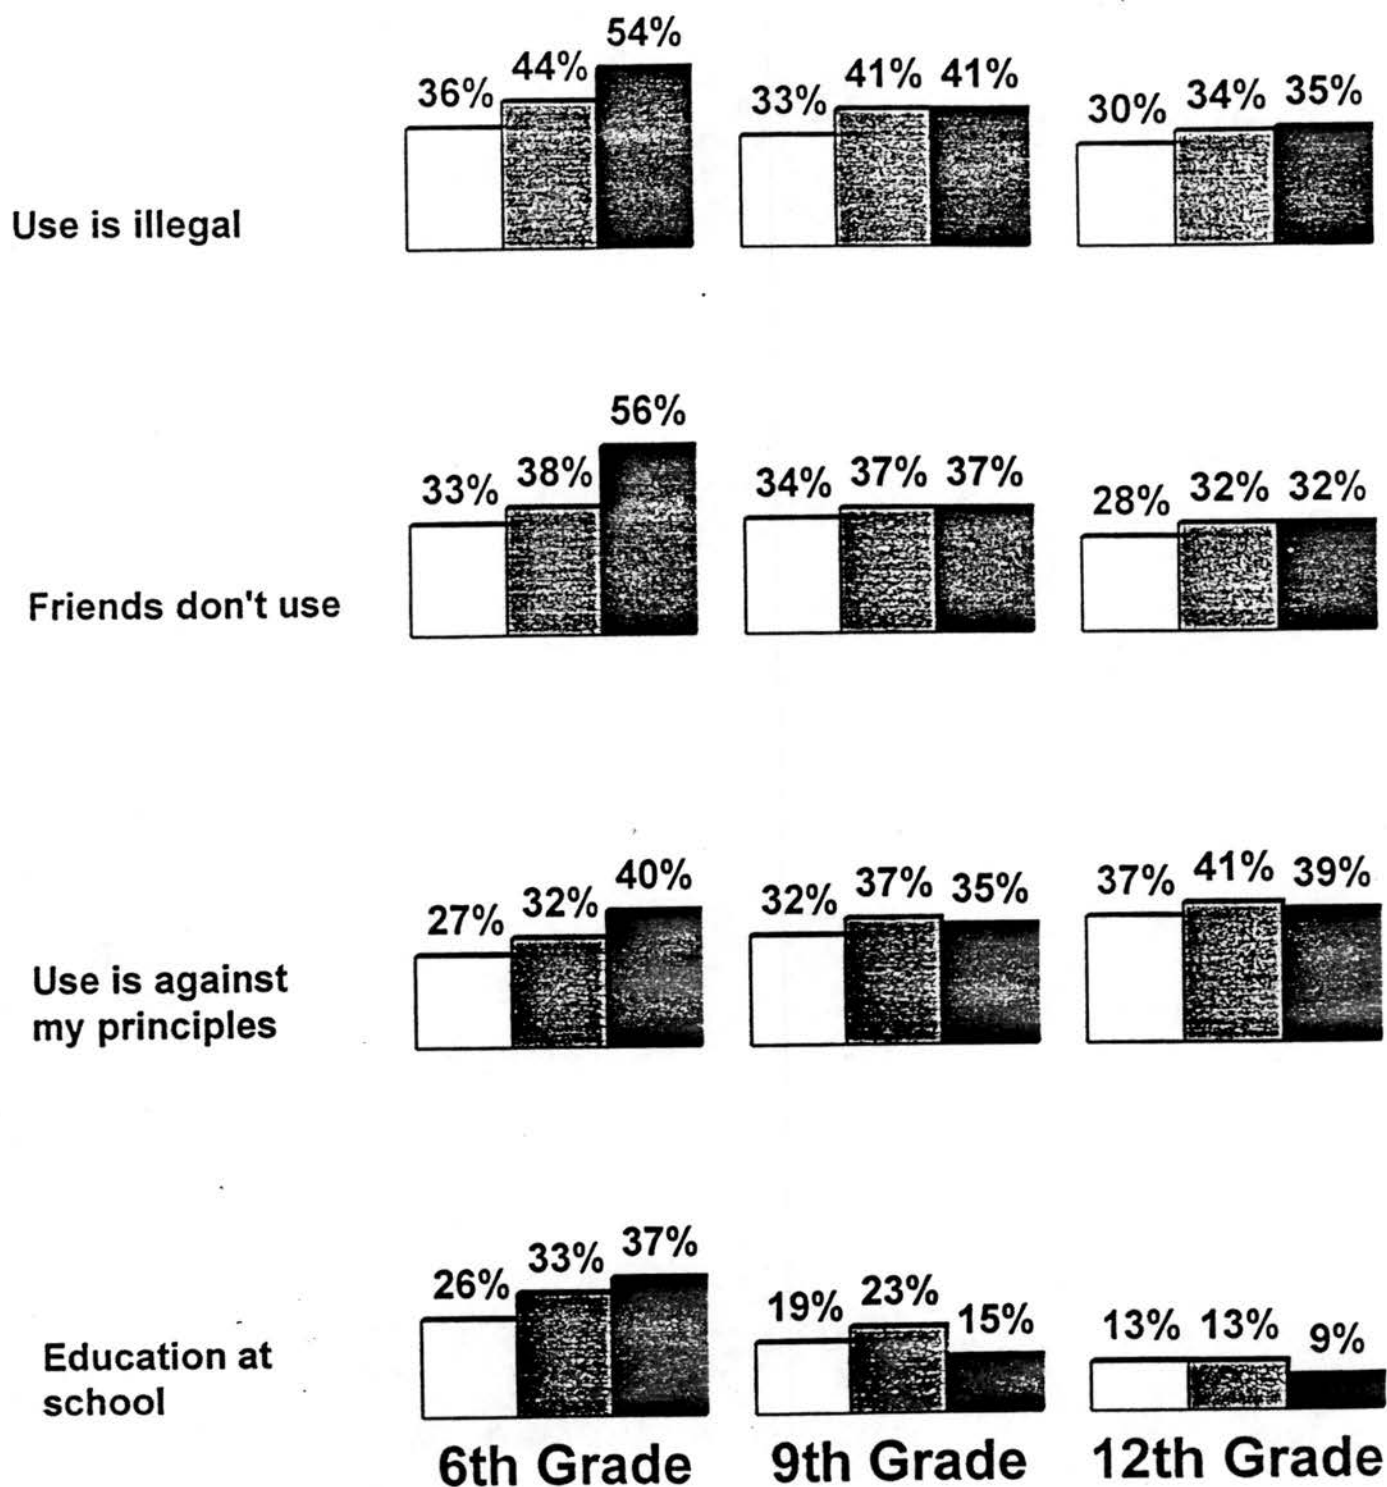 36% 44% 54% 33% 41% 41% 30% 34% 35%
Use is illegal
33% 38% 56% 34% 37% 37% 28% 32% 32%
Friends don't use
27% 32% 40% 32% 37% 35% 37% 41% 39%
Use is against
my principles
26% 33% 37% 19% 23% 15% 13% 13% 9%
Education at
school
6th Grade 9th Grade 12th Grade